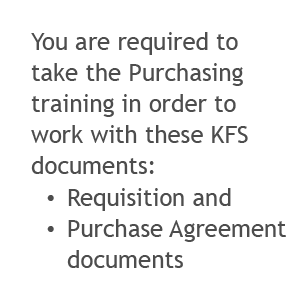 You are required to
take the Purchasing
training in order to
work with these KFS
documents:
• Requisition and
• Purchase Agreement
documents